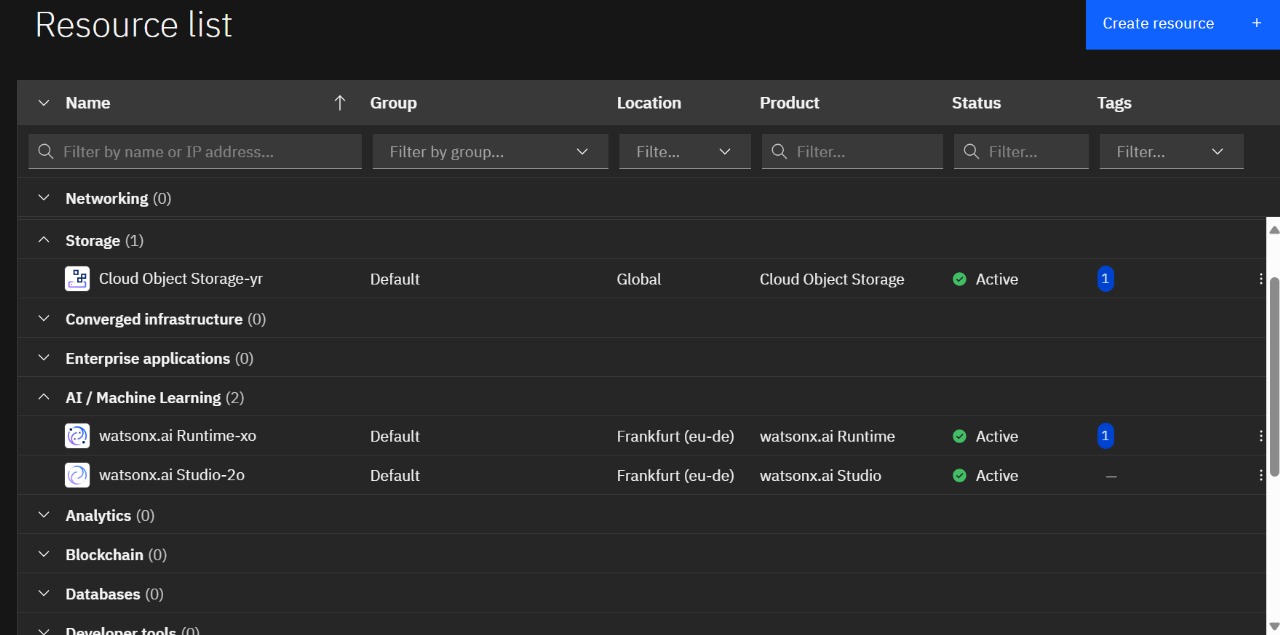 Resource list
Create resource +
Name Group Location Product Status Tags
Filter by name or IP address... Filter by group... Filte... Filter... Filter... Filter...
Networking (0)
Storage (1)
Cloud Object Storage-yr Default Global Cloud Object Storage Active 1
Converged infrastructure (0)
Enterprise applications (0)
AI / Machine Learning (2)
watsonx.ai Runtime-xo Default Frankfurt (eu-de) watsonx.ai Runtime Active 1
watsonx.ai Studio-2o Default Frankfurt (eu-de) watsonx.ai Studio Active –
Analytics (0)
Blockchain (0)
Databases (0)
Developer tools (0)